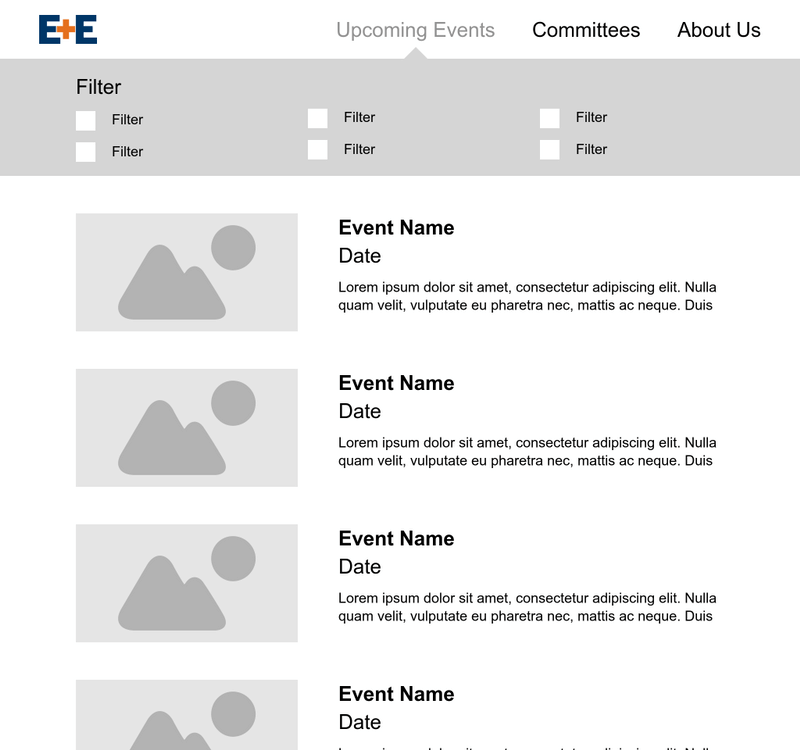 E+E
Upcoming Events Committees About Us
Filter
Filter Filter Filter
Filter Filter Filter
Event Name
Date
Lorem ipsum dolor sit amet, consectetur adipiscing elit. Nulla
quam velit, vulputate eu pharetra nec, mattis ac neque. Duis
Event Name
Date
Lorem ipsum dolor sit amet, consectetur adipiscing elit. Nulla
quam velit, vulputate eu pharetra nec, mattis ac neque. Duis
Event Name
Date
Lorem ipsum dolor sit amet, consectetur adipiscing elit. Nulla
quam velit, vulputate eu pharetra nec, mattis ac neque. Duis
Event Name
Date